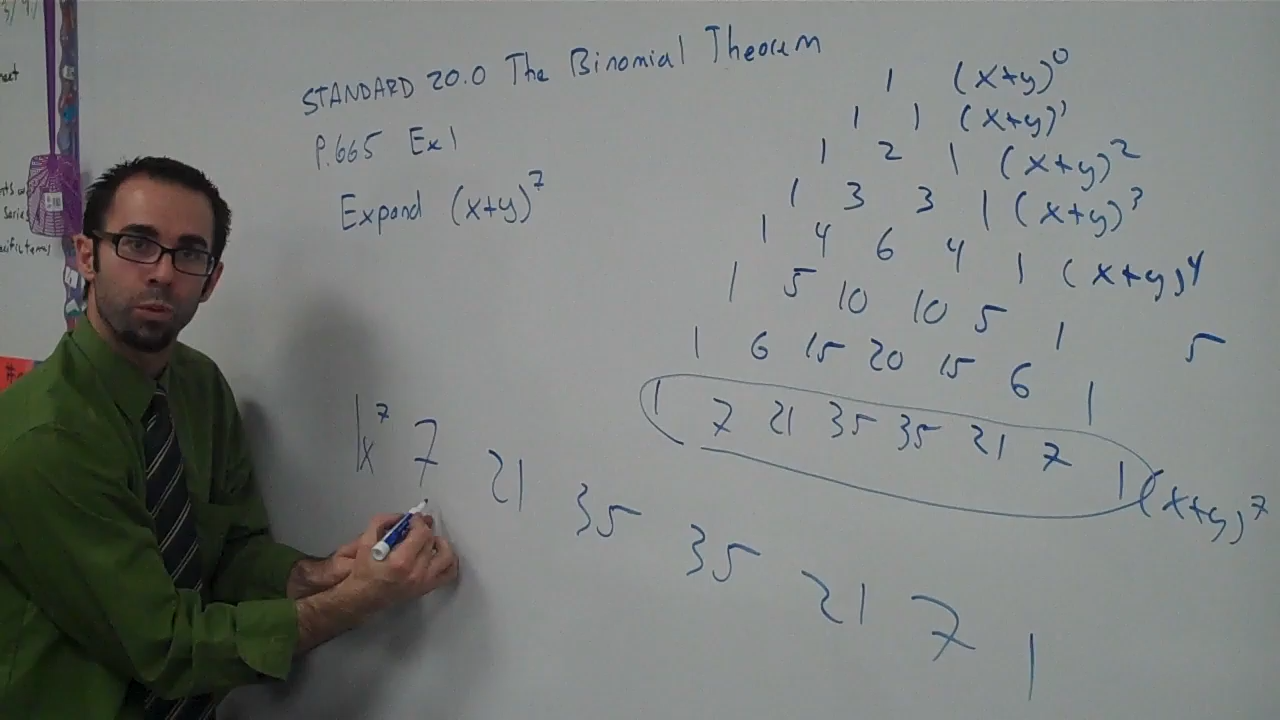 STANDARD 20.0 The Binomial Theorem
P.665 Ex 1
Expand (x+y)^7
1 (x+y)^0
1 1 (x+y)^1
1 2 1 (x+y)^2
1 3 3 1 (x+y)^3
1 4 6 4 1 (x+y)^4
1 5 10 10 5 1 5
1 6 15 20 15 6 1
1 7 21 35 35 21 7 1 (x+y)^7
1x^7 7 21 35 35 21 7 1
Series